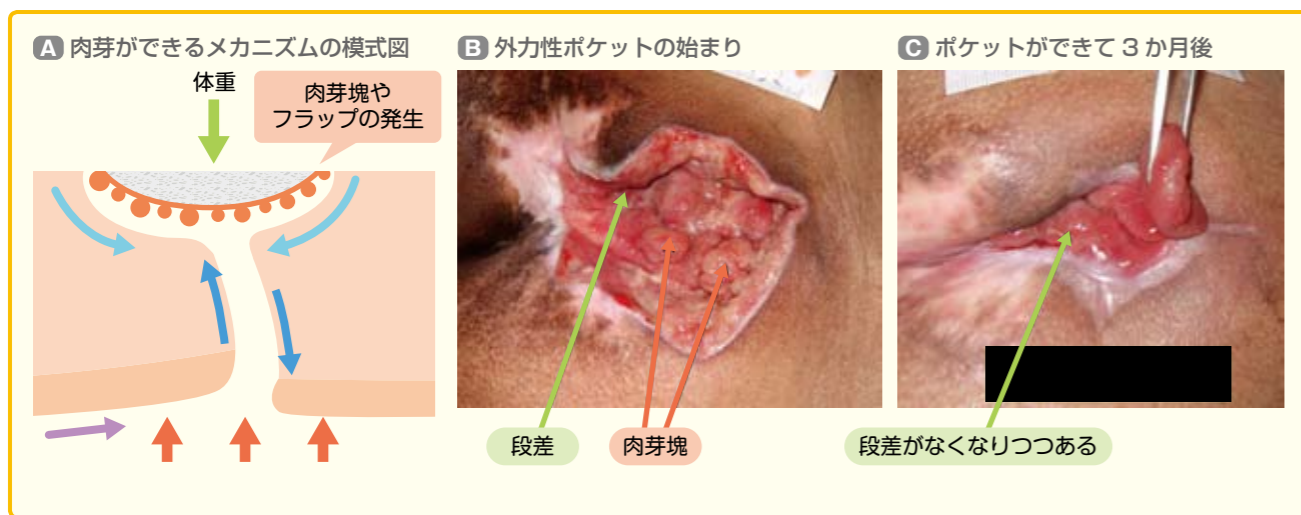 A 肉芽ができるメカニズムの模式図
体重
肉芽塊や
フラップの発生
B 外力性ポケットの始まり
段差
肉芽塊
C ポケットができて 3 か月後
段差がなくなりつつある